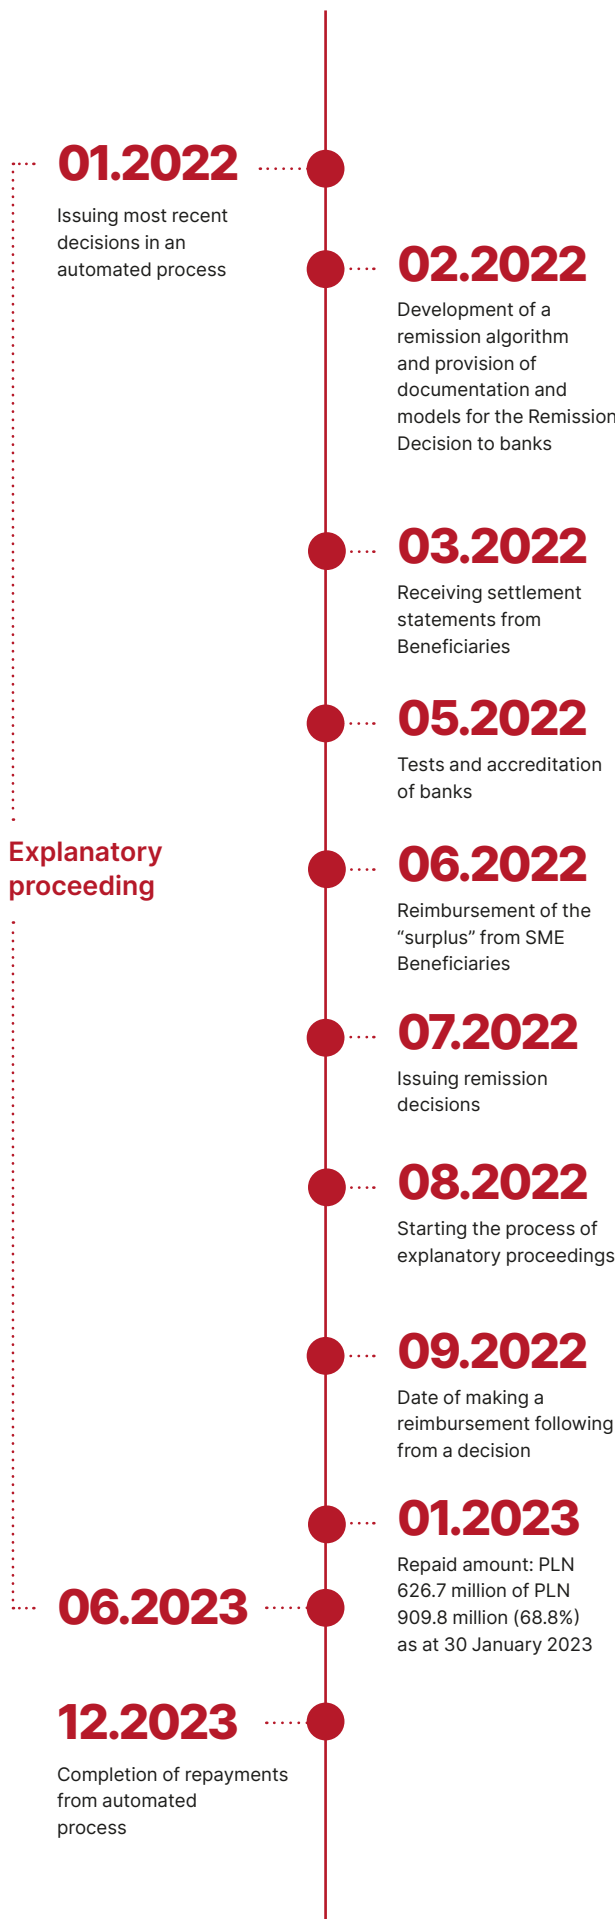 01.2022
Issuing most recent
decisions in an
automated process
02.2022
Development of a
remission algorithm
and provision of
documentation and
models for the Remission
Decision to banks
03.2022
Receiving settlement
statements from
Beneficiaries
05.2022
Tests and accreditation
of banks
Explanatory
proceeding
06.2022
Reimbursement of the
“surplus” from SME
Beneficiaries
07.2022
Issuing remission
decisions
08.2022
Starting the process of
explanatory proceedings
09.2022
Date of making a
reimbursement following
from a decision
01.2023
Repaid amount: PLN
626.7 million of PLN
909.8 million (68.8%)
as at 30 January 2023
06.2023
12.2023
Completion of repayments
from automated
process